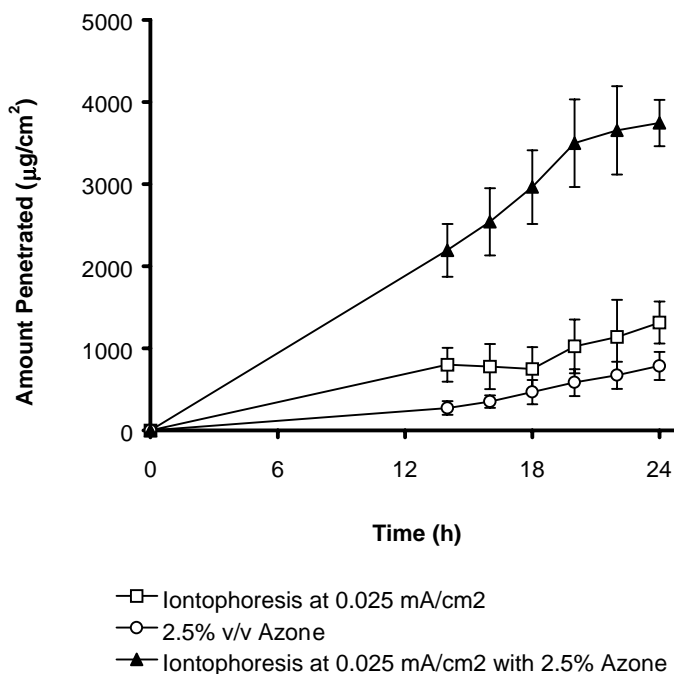 5000
4000
3000
2000
1000
0
Amount Penetrated (μg/cm²)
0 6 12 18 24
Time (h)
Iontophoresis at 0.025 mA/cm2
2.5% v/v Azone
Iontophoresis at 0.025 mA/cm2 with 2.5% Azone